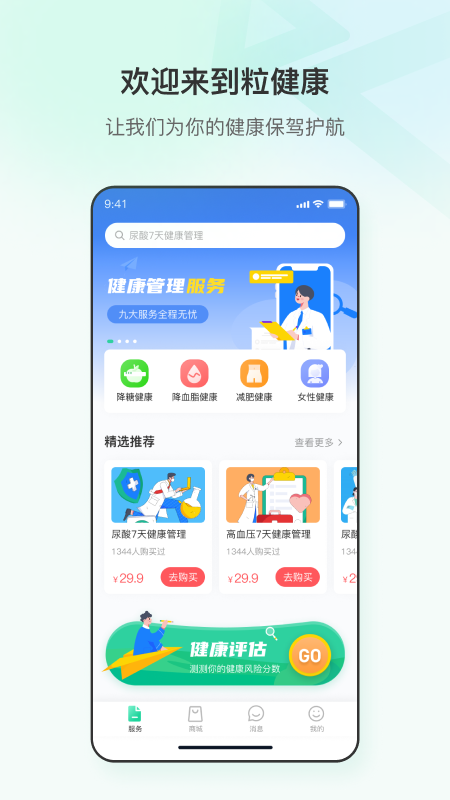 欢迎来到粒健康
让我们为你的健康保驾护航
9:41
尿酸7天健康管理
健康管理服务
九大服务全程无忧
降糖健康 降血脂健康 减肥健康 女性健康
精选推荐 查看更多
尿酸7天健康管理 高血压7天健康管理 尿酸
1344人购买过 1344人购买过 1344
¥29.9 去购买 ¥29.9 去购买 ¥2
健康评估
测测你的健康风险分数
GO
服务 商城 消息 我的